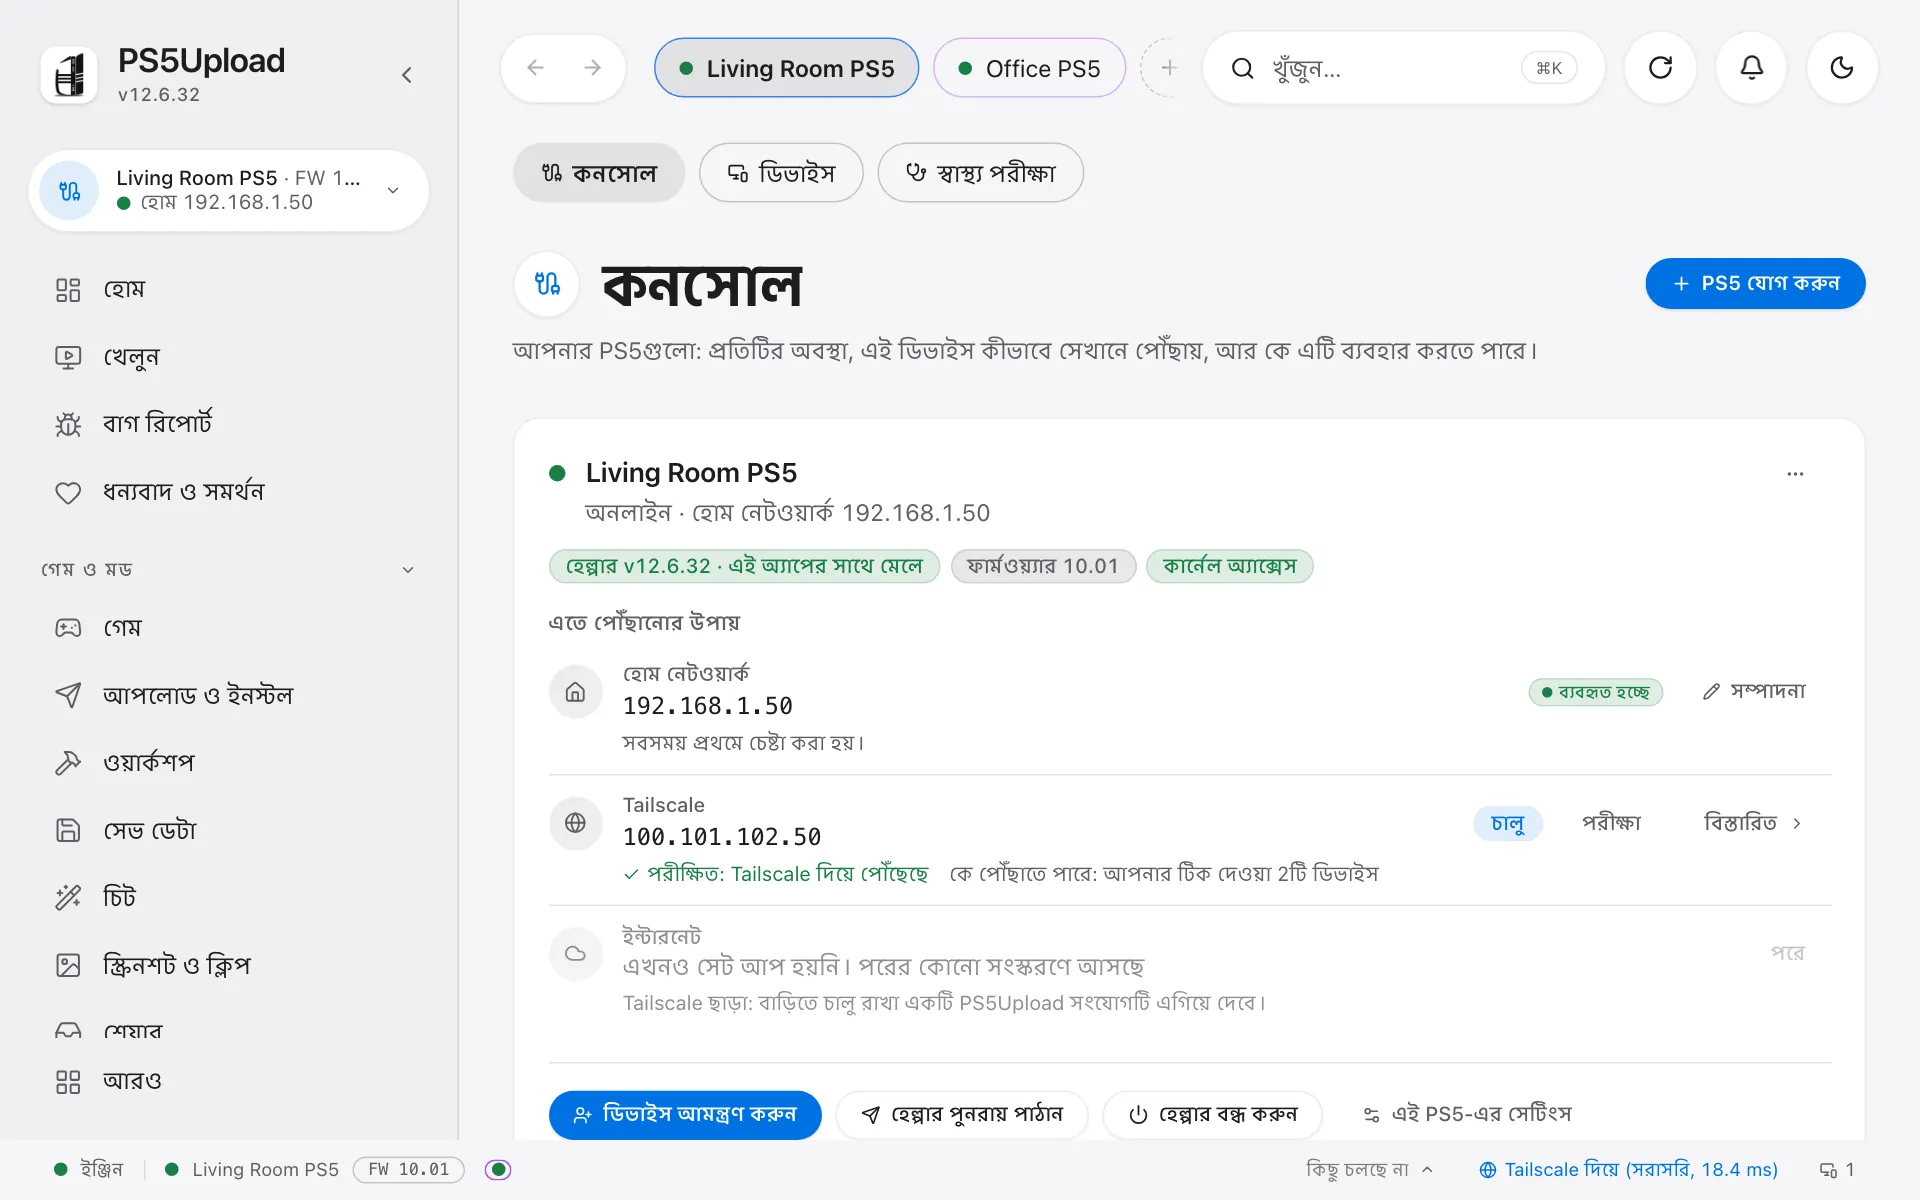 PS5Upload
v12.6.32
Living Room PS5 · FW 1...
হোম 192.168.1.50
হোম
খেলুন
বাগ রিপোর্ট
ধন্যবাদ ও সমর্থন
গেম ও মড
গেম
আপলোড ও ইনস্টল
ওয়ার্কশপ
সেভ ডেটা
চিট
স্ক্রিনশট ও ক্লিপ
শেয়ার
আরও
Living Room PS5
Office PS5
খুঁজুন...
⌘K
কনসোল
ডিভাইস
স্বাস্থ্য পরীক্ষা
কনসোল
PS5 যোগ করুন
আপনার PS5গুলো: প্রতিটির অবস্থা, এই ডিভাইস কীভাবে সেখানে পৌঁছায়, আর কে এটি ব্যবহার করতে পারে।
Living Room PS5
অনলাইন · হোম নেটওয়ার্ক 192.168.1.50
হেল্পার v12.6.32 · এই অ্যাপের সাথে মেলে
ফার্মওয়্যার 10.01
কার্নেল অ্যাক্সেস
এতে পৌঁছানোর উপায়
হোম নেটওয়ার্ক
192.168.1.50
সবসময় প্রথমে চেষ্টা করা হয়।
ব্যবহৃত হচ্ছে
সম্পাদনা
Tailscale
100.101.102.50
পরীক্ষিত: Tailscale দিয়ে পৌঁছেছে কে পৌঁছাতে পারে: আপনার টিক দেওয়া 2টি ডিভাইস
চালু
পরীক্ষা
বিস্তারিত
ইন্টারনেট
এখনও সেট আপ হয়নি। পরের কোনো সংস্করণে আসছে
Tailscale ছাড়া: বাড়িতে চালু রাখা একটি PS5Upload সংযোগটি এগিয়ে দেবে।
পরে
ডিভাইস আমন্ত্রণ করুন
হেল্পার পুনরায় পাঠান
হেল্পার বন্ধ করুন
এই PS5-এর সেটিংস
ইঞ্জিন
Living Room PS5
FW 10.01
কিছু চলছে না
Tailscale দিয়ে (সরাসরি, 18.4 ms)
1